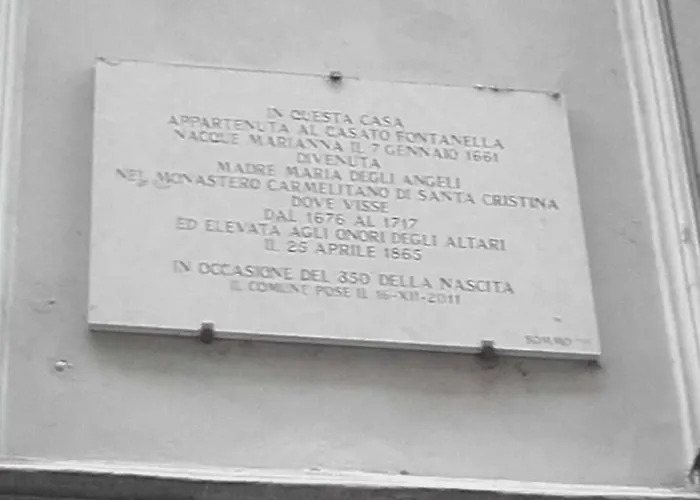 IN QUESTA CASA
APPARTENUTA AL CASATO FONTANELLA
NACQUE MARIANNA IL 7 GENNAIO 1661
DIVENUTA
MADRE MARIA DEGLI ANGELI
NEL MONASTERO CARMELITANO DI SANTA CRISTINA
DOVE VISSE
DAL 1676 AL 1717
ED ELEVATA AGLI ONORI DEGLI ALTARI
IL 25 APRILE 1865
IN OCCASIONE DEL 350 DELLA NASCITA
IL COMUNE POSE IL 16-XII-2011